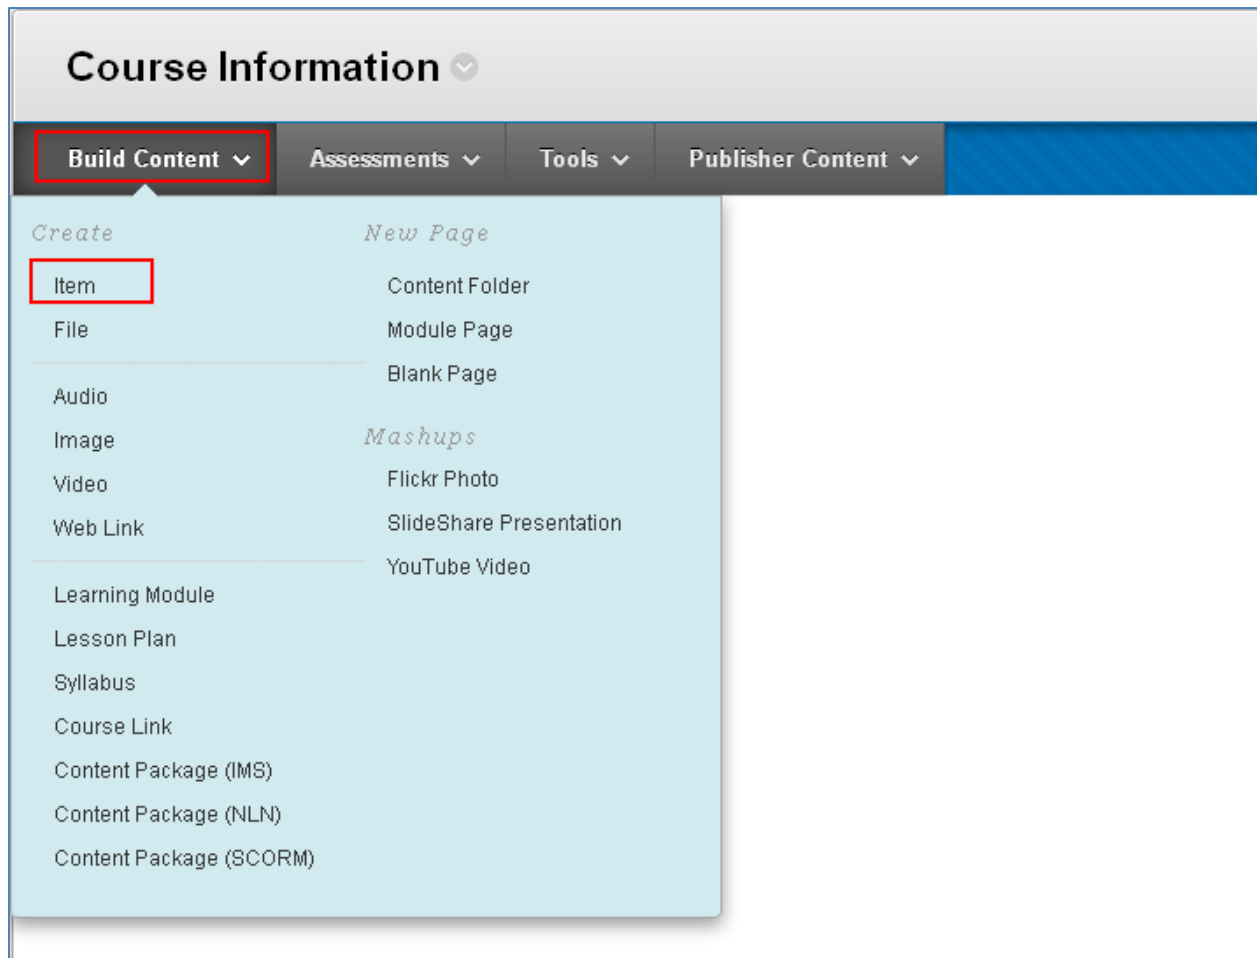 Course Information
Build Content
Assessments
Tools
Publisher Content
Create
Item
File
Audio
Image
Video
Web Link
Learning Module
Lesson Plan
Syllabus
Course Link
Content Package (IMS)
Content Package (NLN)
Content Package (SCORM)
New Page
Content Folder
Module Page
Blank Page
Mashups
Flickr Photo
SlideShare Presentation
YouTube Video